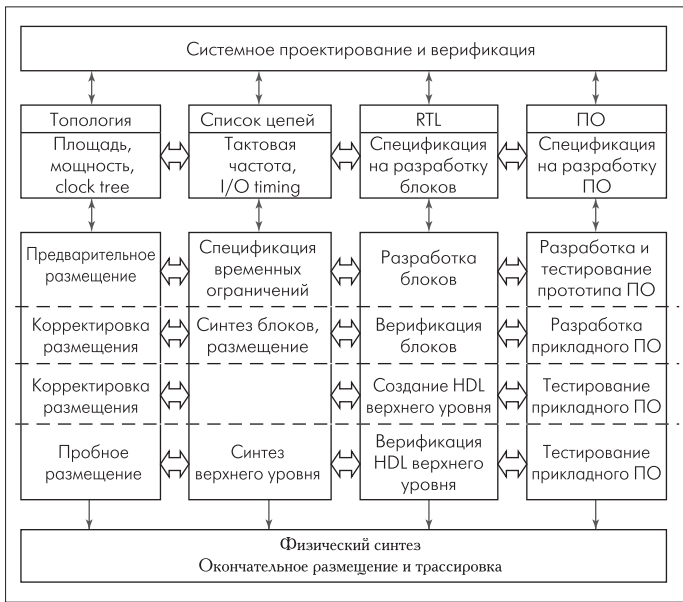 Системное проектирование и верификация
Топология
Список цепей
RTL
ПО
Площадь,
мощность,
clock tree
Тактовая
частота,
I/O timing
Спецификация
на разработку
блоков
Спецификация
на разработку
ПО
Предварительное
размещение
Спецификация
временных
ограничений
Разработка
блоков
Разработка и
тестирование
прототипа ПО
Корректировка
размещения
Синтез блоков,
размещение
Верификация
блоков
Разработка
прикладного ПО
Корректировка
размещения
Создание HDL
верхнего уровня
Тестирование
прикладного ПО
Пробное
размещение
Синтез
верхнего уровня
Верификация
HDL верхнего
уровня
Тестирование
прикладного ПО
Физический синтез
Окончательное размещение и трассировка